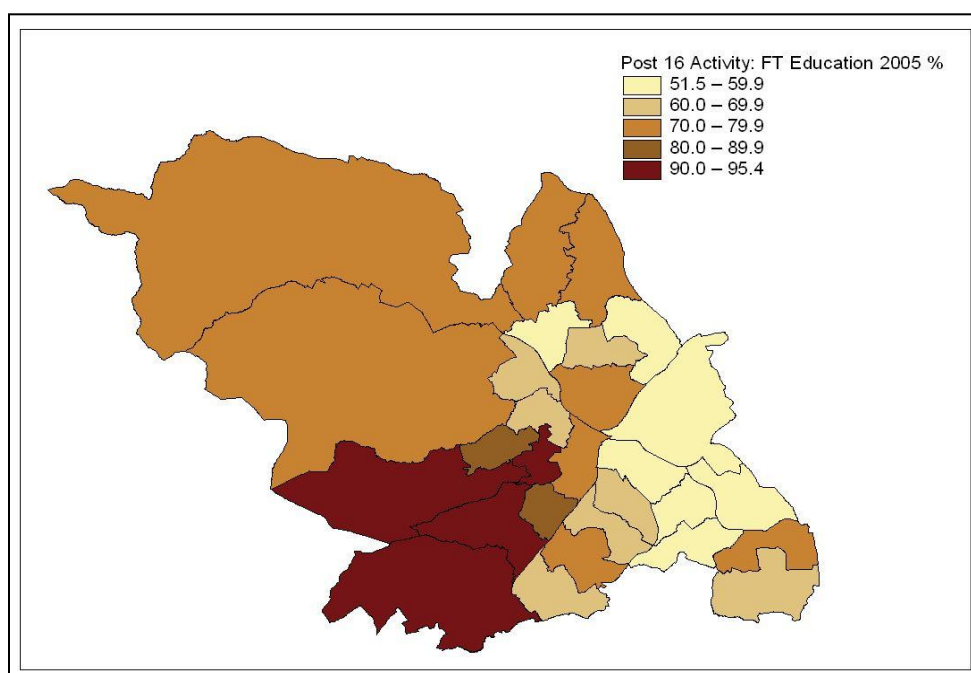 Post 16 Activity: FT Education 2005 %
51.5 – 59.9
60.0 – 69.9
70.0 – 79.9
80.0 – 89.9
90.0 – 95.4